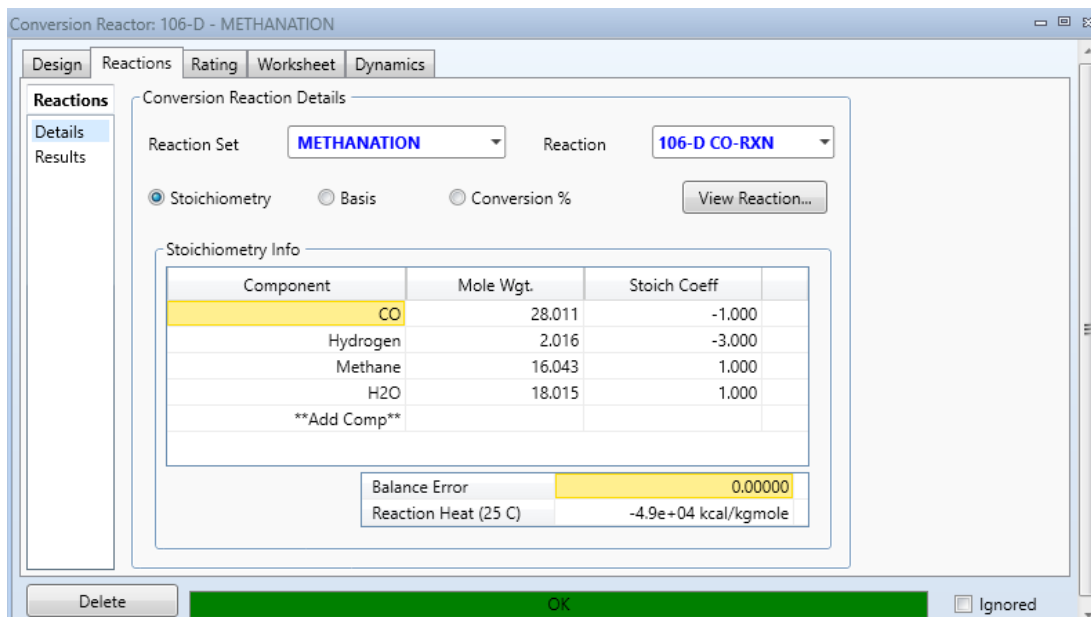 Conversion Reactor: 106-D - METHANATION
Design Reactions Rating Worksheet Dynamics
Reactions
Details
Results
Conversion Reaction Details
Reaction Set METHANATION Reaction 106-D CO-RXN
Stoichiometry Basis Conversion % View Reaction...
Stoichiometry Info
Component Mole Wgt. Stoich Coeff
CO 28.011 -1.000
Hydrogen 2.016 -3.000
Methane 16.043 1.000
H2O 18.015 1.000
**Add Comp**
Balance Error 0.00000
Reaction Heat (25 C) -4.9e+04 kcal/kgmole
Delete OK Ignored